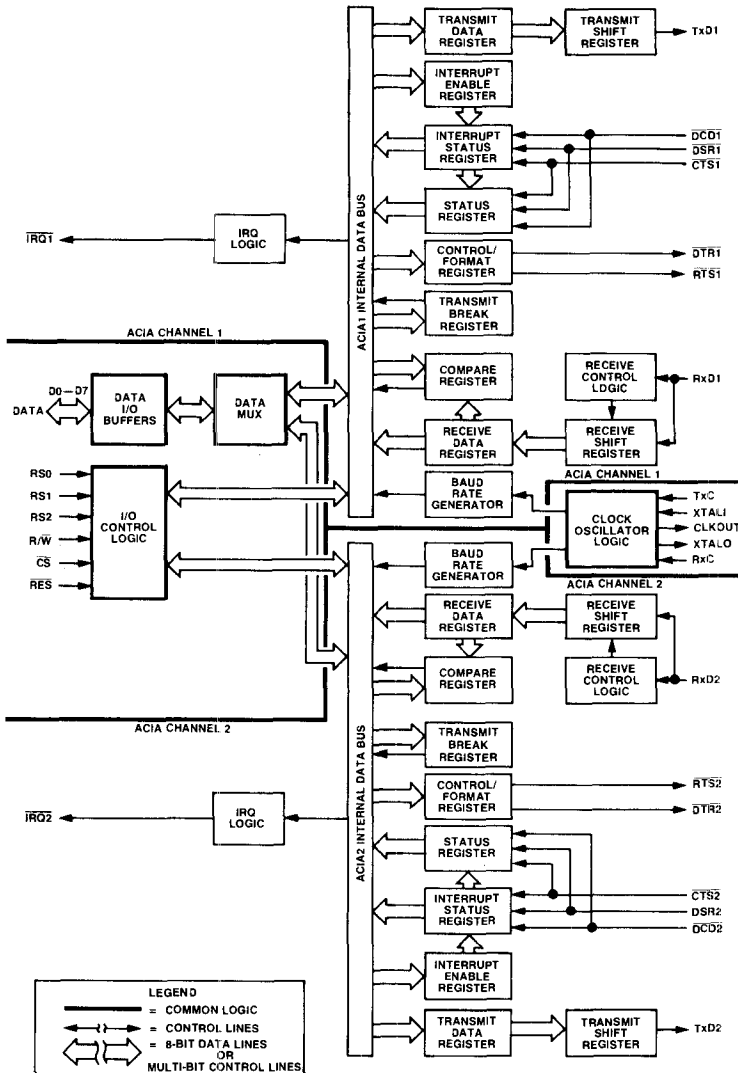 TRANSMIT DATA REGISTER
TRANSMIT SHIFT REGISTER
TxD1
INTERRUPT ENABLE REGISTER
INTERRUPT STATUS REGISTER
DCD1
DSR1
CTS1
STATUS REGISTER
IRQ1
IRQ LOGIC
ACIA1 INTERNAL DATA BUS
CONTROL/ FORMAT REGISTER
DTR1
RTS1
TRANSMIT BREAK REGISTER
ACIA CHANNEL 1
COMPARE REGISTER
RECEIVE CONTROL LOGIC
RxD1
D0—D7
DATA
DATA I/O BUFFERS
DATA MUX
RECEIVE DATA REGISTER
RECEIVE SHIFT REGISTER
ACIA CHANNEL 1
RS0
RS1
RS2
R/W
CS
RES
I/O CONTROL LOGIC
BAUD RATE GENERATOR
CLOCK OSCILLATOR LOGIC
TxC
XTALI
CLKOUT
XTALO
RxC
BAUD RATE GENERATOR
ACIA CHANNEL 2
RECEIVE DATA REGISTER
RECEIVE SHIFT REGISTER
COMPARE REGISTER
RECEIVE CONTROL LOGIC
RxD2
ACIA CHANNEL 2
TRANSMIT BREAK REGISTER
ACIA2 INTERNAL DATA BUS
IRQ2
IRQ LOGIC
CONTROL/ FORMAT REGISTER
RTS2
DTR2
STATUS REGISTER
INTERRUPT STATUS REGISTER
CTS2
DSR2
DCD2
INTERRUPT ENABLE REGISTER
LEGEND
= COMMON LOGIC
= CONTROL LINES
= 8-BIT DATA LINES
OR
MULTI-BIT CONTROL LINES
TRANSMIT DATA REGISTER
TRANSMIT SHIFT REGISTER
TxD2